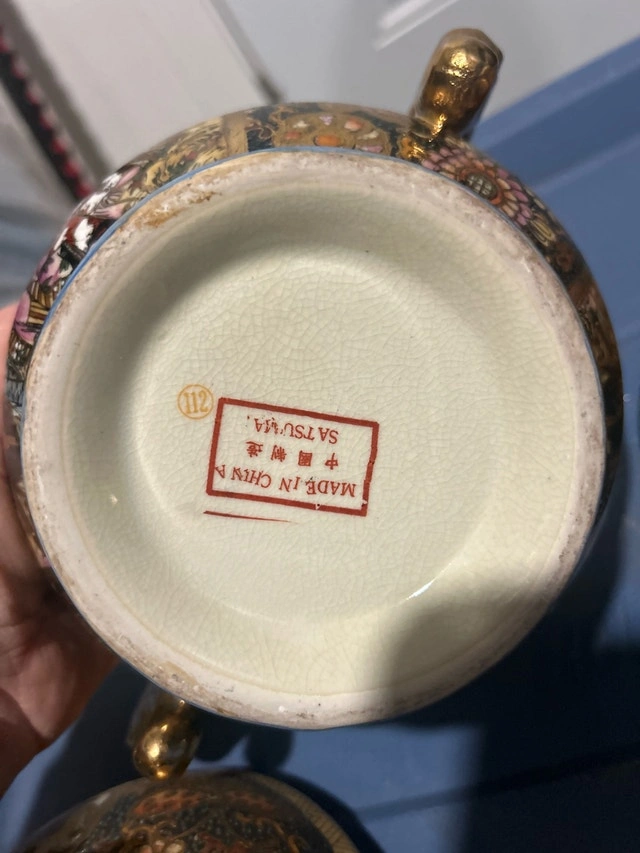 MADE IN CHINA
中國制造
SATSUMA.
112